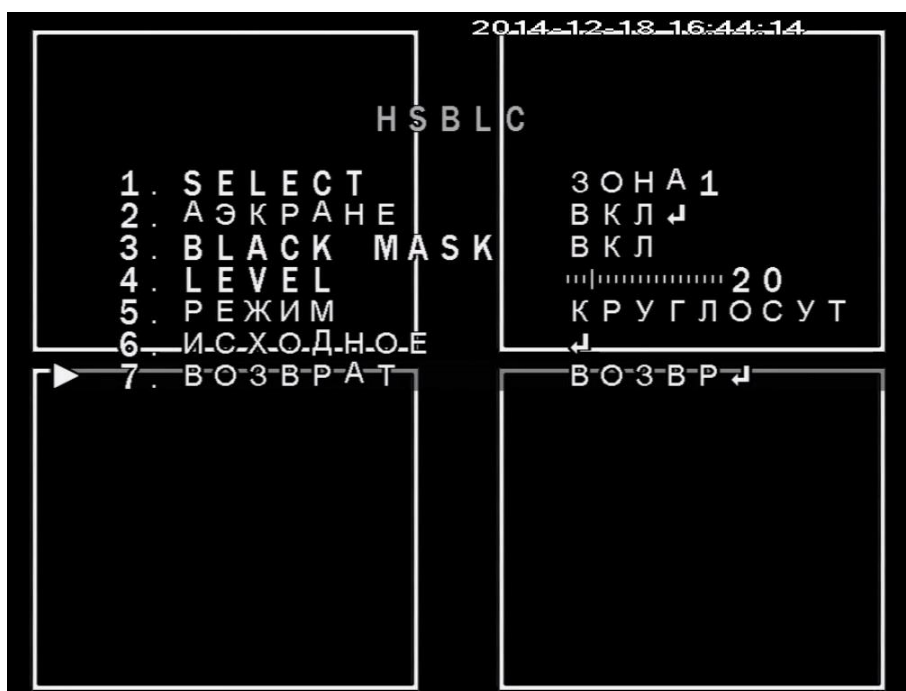 2014-12-18 16:44:14
HSBLC
1. SELECT ЗОНА1
2. АЭКРАНЕ ВКЛ↲
3. BLACK MASK ВКЛ
4. LEVEL 20
5. РЕЖИМ КРУГЛОСУТ
6. ИСХОДНОЕ ↲
7. ВОЗВРАТ ВОЗВР↲